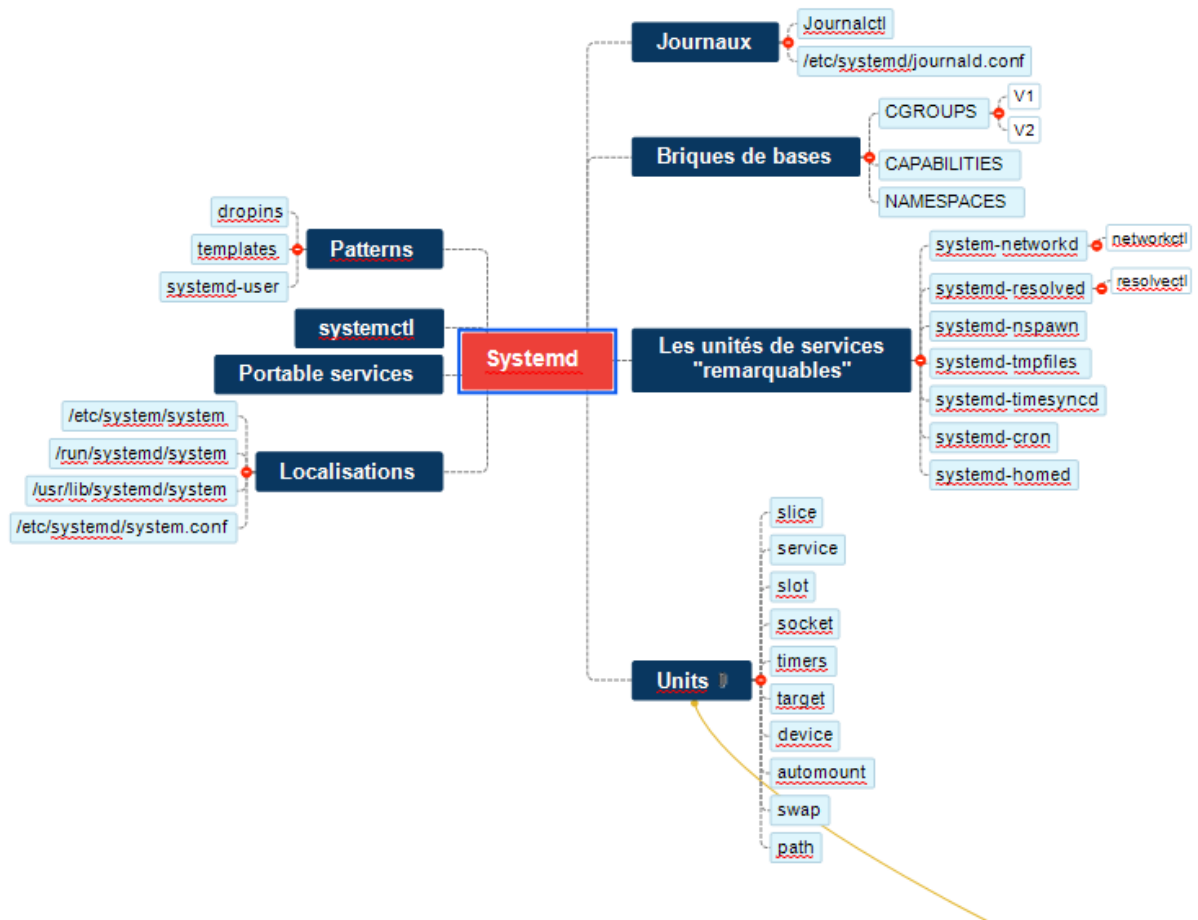 Systemd
Journaux
Journalctl
/etc/systemd/journald.conf
Briques de bases
CGROUPS
V1
V2
CAPABILITIES
NAMESPACES
Les unités de services
"remarquables"
system-networkd
networkctl
systemd-resolved
resolvectl
systemd-nspawn
systemd-tmpfiles
systemd-timesyncd
systemd-cron
systemd-homed
Units
slice
service
slot
socket
timers
target
device
automount
swap
path
Patterns
dropins
templates
systemd-user
systemctl
Portable services
Localisations
/etc/system/system
/run/systemd/system
/usr/lib/systemd/system
/etc/systemd/system.conf